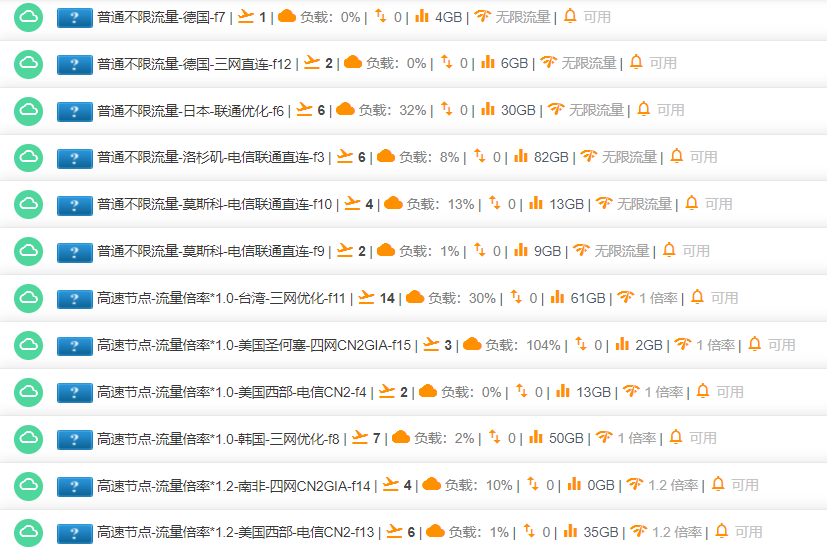 ? 普通不限流量-德国-f7 | 1 | 负载：0% | 0 | 4GB | 无限流量 | 可用
? 普通不限流量-德国-三网直连-f12 | 2 | 负载：0% | 0 | 6GB | 无限流量 | 可用
? 普通不限流量-日本-联通优化-f6 | 6 | 负载：32% | 0 | 30GB | 无限流量 | 可用
? 普通不限流量-洛杉矶-电信联通直连-f3 | 6 | 负载：8% | 0 | 82GB | 无限流量 | 可用
? 普通不限流量-莫斯科-电信联通直连-f10 | 4 | 负载：13% | 0 | 13GB | 无限流量 | 可用
? 普通不限流量-莫斯科-电信联通直连-f9 | 2 | 负载：1% | 0 | 9GB | 无限流量 | 可用
? 高速节点-流量倍率*1.0-台湾-三网优化-f11 | 14 | 负载：30% | 0 | 61GB | 1 倍率 | 可用
? 高速节点-流量倍率*1.0-美国圣何塞-四网CN2GIA-f15 | 3 | 负载：104% | 0 | 2GB | 1 倍率 | 可用
? 高速节点-流量倍率*1.0-美国西部-电信CN2-f4 | 2 | 负载：0% | 0 | 13GB | 1 倍率 | 可用
? 高速节点-流量倍率*1.0-韩国-三网优化-f8 | 7 | 负载：2% | 0 | 50GB | 1 倍率 | 可用
? 高速节点-流量倍率*1.2-南非-四网CN2GIA-f14 | 4 | 负载：10% | 0 | 0GB | 1.2 倍率 | 可用
? 高速节点-流量倍率*1.2-美国西部-电信CN2-f13 | 6 | 负载：1% | 0 | 35GB | 1.2 倍率 | 可用